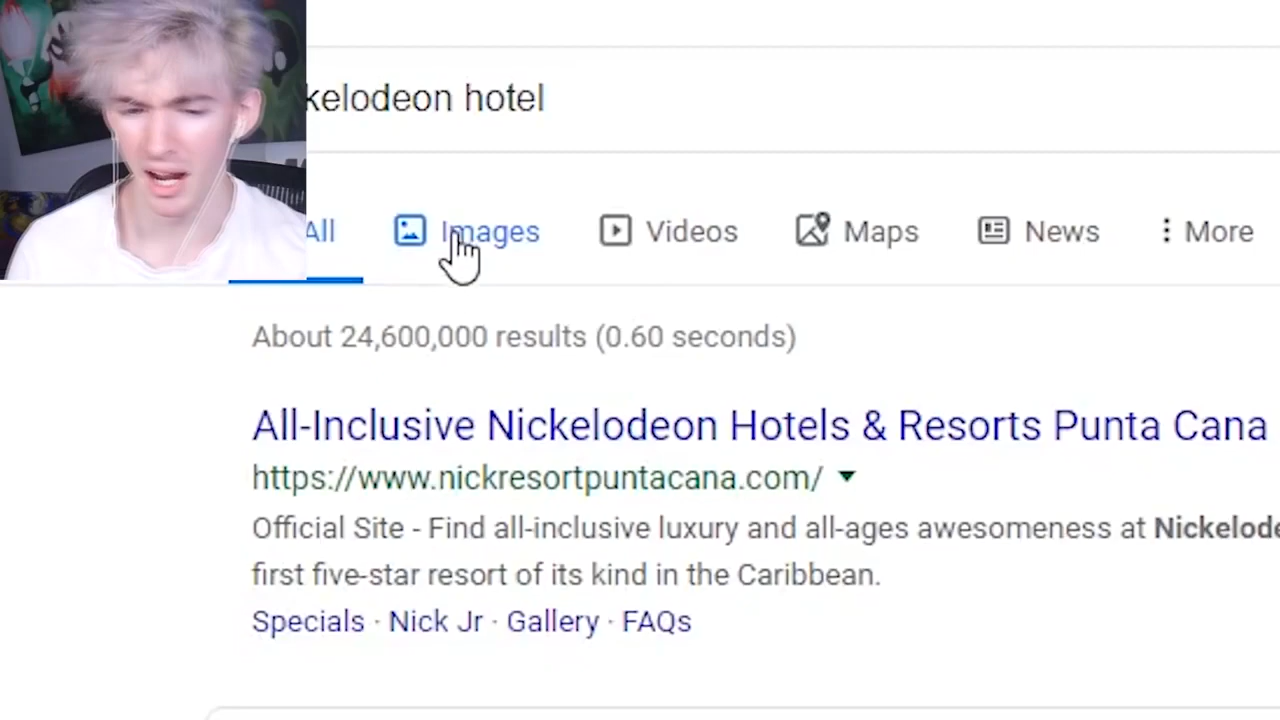 kelodeon hotel
All Images Videos Maps News More
About 24,600,000 results (0.60 seconds)
All-Inclusive Nickelodeon Hotels & Resorts Punta Cana
https://www.nickresortpuntacana.com/
Official Site - Find all-inclusive luxury and all-ages awesomeness at Nickelode
first five-star resort of its kind in the Caribbean.
Specials · Nick Jr · Gallery · FAQs